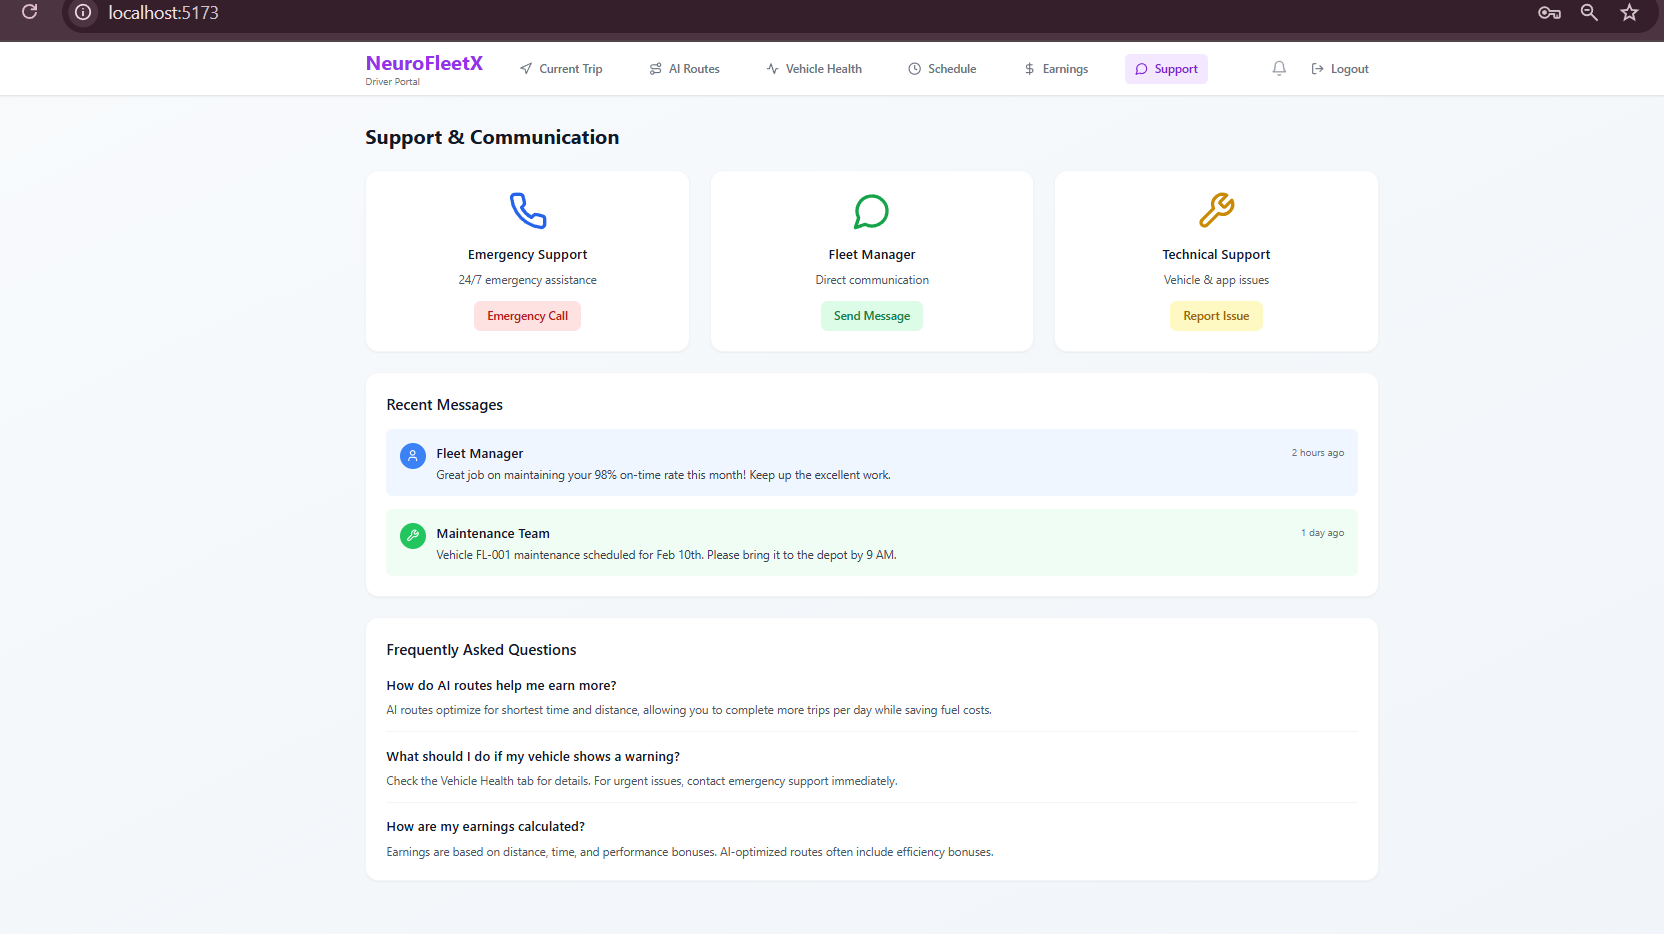 localhost:5173
NeuroFleetX
Driver Portal
Current Trip
AI Routes
Vehicle Health
Schedule
Earnings
Support
Logout
Support & Communication
Emergency Support
24/7 emergency assistance
Emergency Call
Fleet Manager
Direct communication
Send Message
Technical Support
Vehicle & app issues
Report Issue
Recent Messages
Fleet Manager
2 hours ago
Great job on maintaining your 98% on-time rate this month! Keep up the excellent work.
Maintenance Team
1 day ago
Vehicle FL-001 maintenance scheduled for Feb 10th. Please bring it to the depot by 9 AM.
Frequently Asked Questions
How do AI routes help me earn more?
AI routes optimize for shortest time and distance, allowing you to complete more trips per day while saving fuel costs.
What should I do if my vehicle shows a warning?
Check the Vehicle Health tab for details. For urgent issues, contact emergency support immediately.
How are my earnings calculated?
Earnings are based on distance, time, and performance bonuses. AI-optimized routes often include efficiency bonuses.